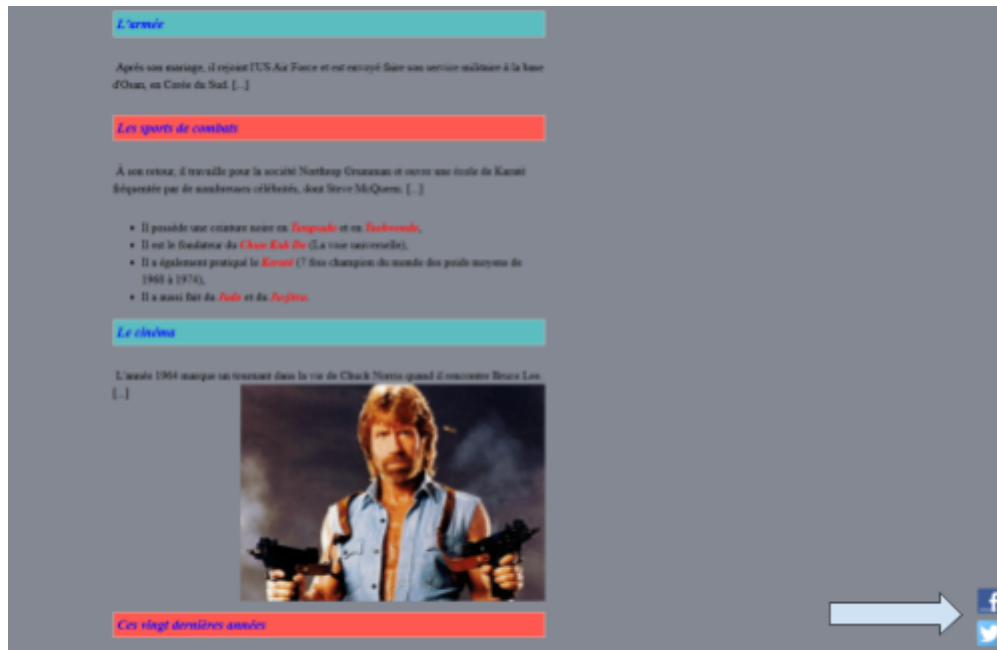 L'armée
Après son mariage, il rejoint l'US Air Force et est envoyé faire son service militaire à la base
d'Osan, en Corée du Sud. [...]
Les sports de combats
À son retour, il travaille pour la société Northrop Grumman et ouvre une école de Karaté
fréquentée par de nombreuses célébrités, dont Steve McQueen. [...]
• Il possède une ceinture noire en Tangsudo et en Taekwondo,
• Il est le fondateur du Chun Kuk Do (La voie universelle),
• Il a également pratiqué le Karaté (7 fois champion du monde des poids moyens de
1968 à 1974),
• Il a aussi fait du Judo et du Ju-jitsu.
Le cinéma
L'année 1964 marque un tournant dans la vie de Chuck Norris quand il rencontre Bruce Lee.
[...]
Ces vingt dernières années
f